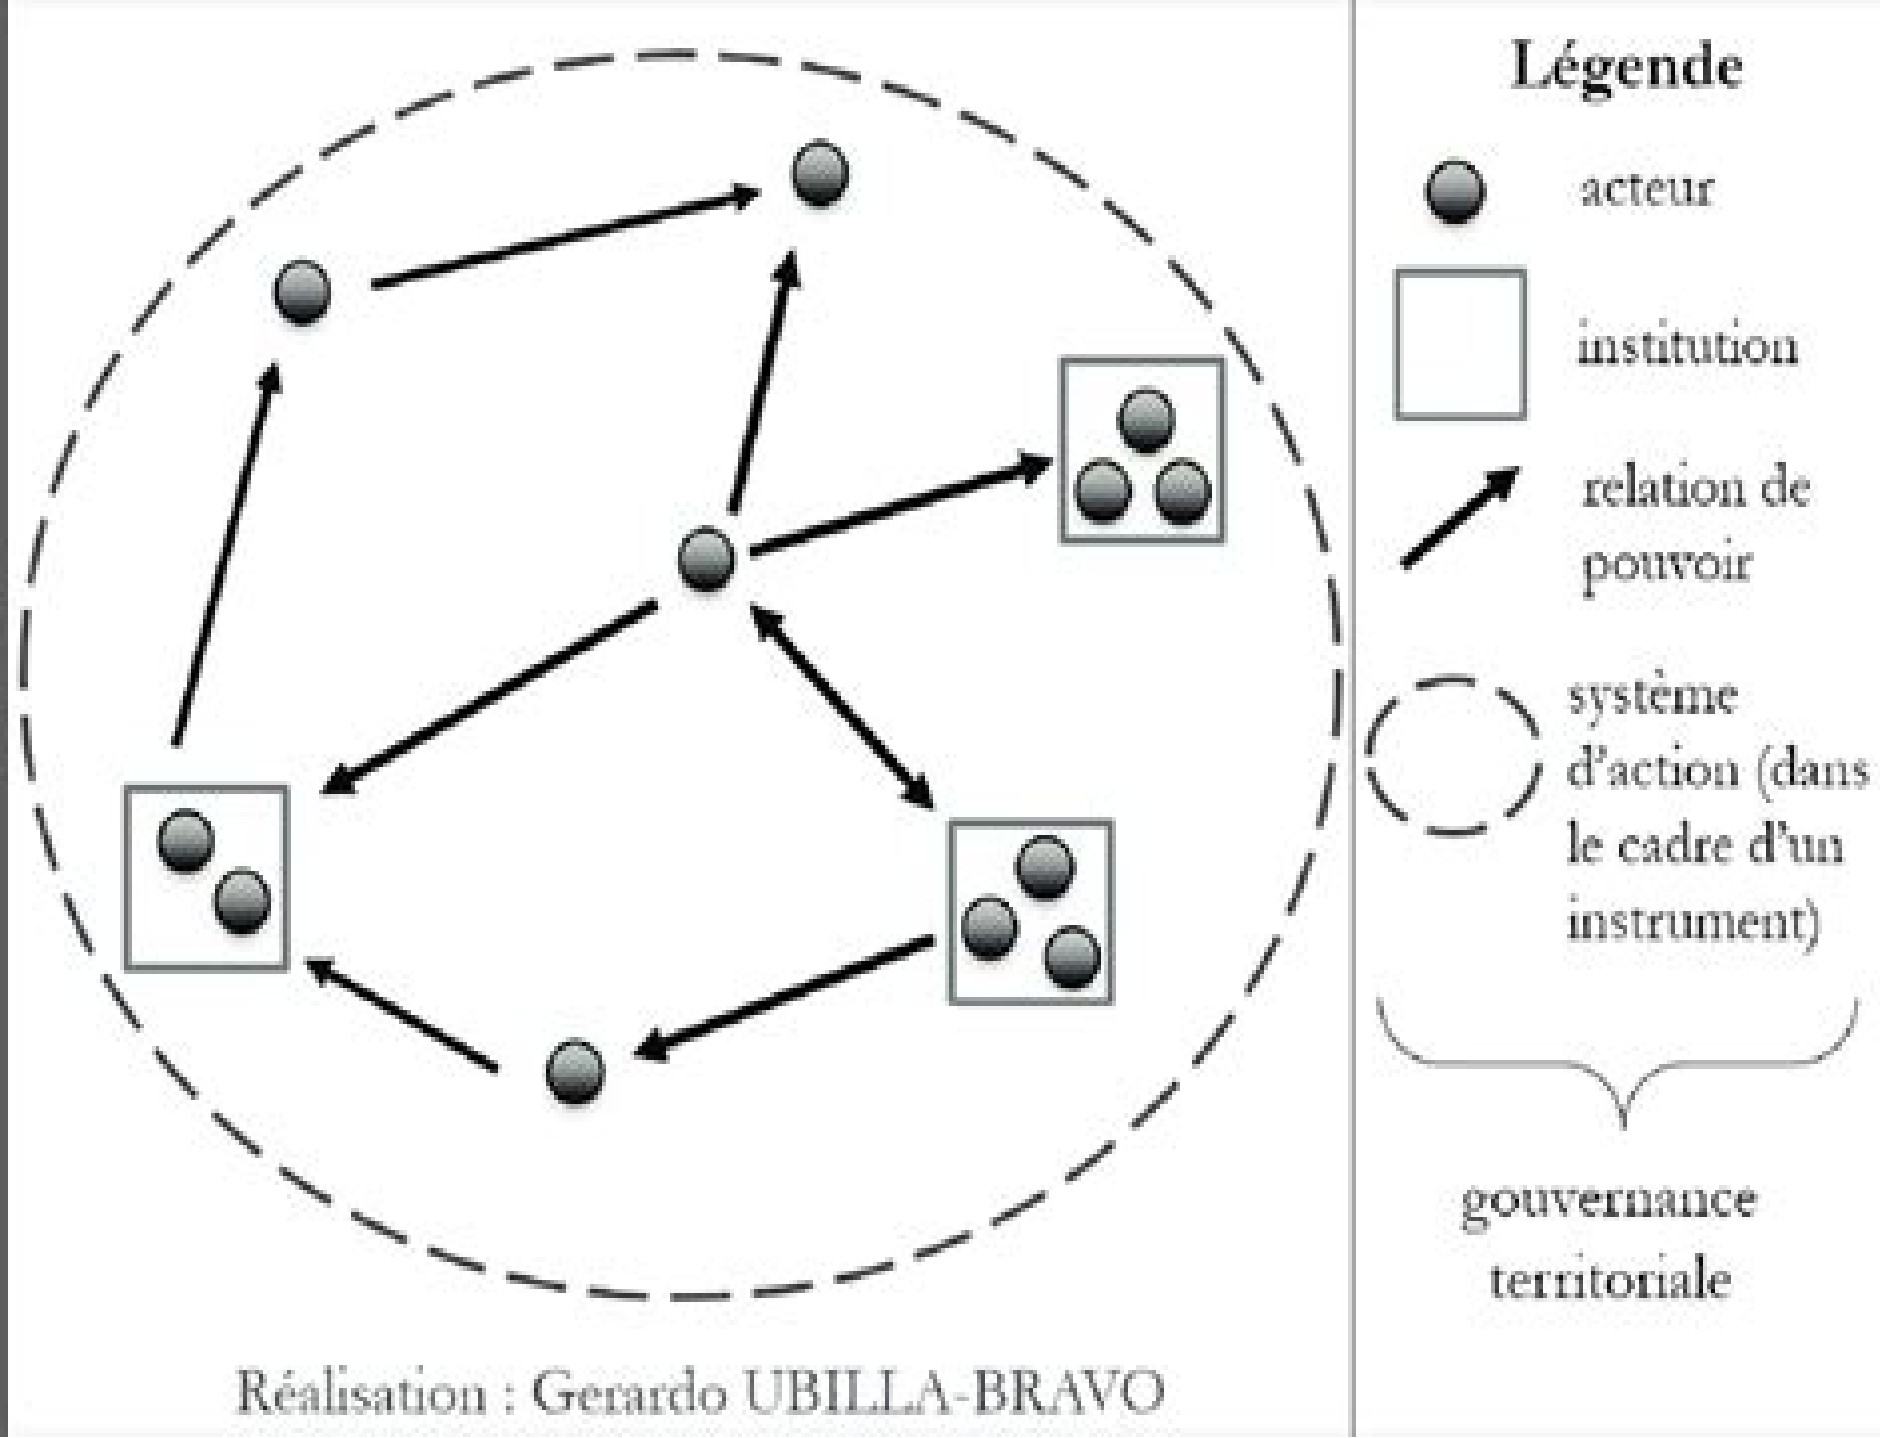 Légende
acteur
institution
relation de
pouvoir
système
d'action (dans
le cadre d'un
instrument)
gouvernance
territoriale
Réalisation : Gerardo UBILLA-BRAVO